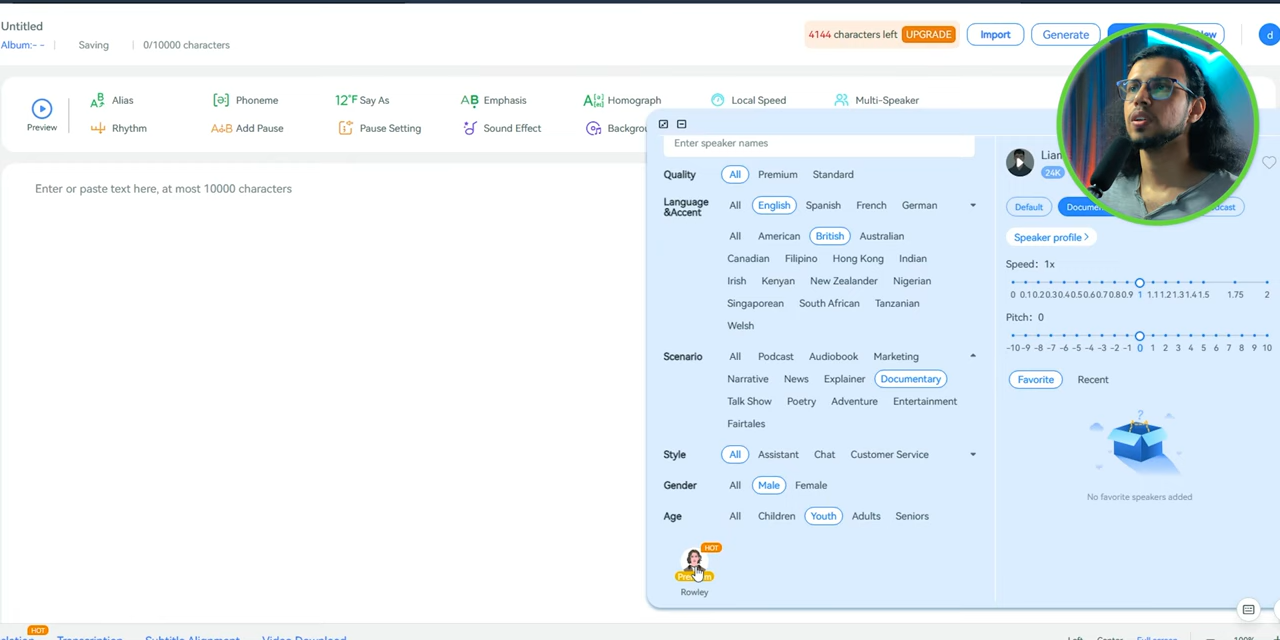 Untitled
Album:- - Saving 0/10000 characters
4144 characters left UPGRADE Import Generate New d
Preview
Alias Phoneme 12°F Say As Emphasis Homograph Local Speed Multi-Speaker
Rhythm Add Pause Pause Setting Sound Effect
Enter or paste text here, at most 10000 characters
Enter speaker names
Quality All Premium Standard
Language &Accent All English Spanish French German
All American British Australian
Canadian Filipino Hong Kong Indian
Irish Kenyan New Zealander Nigerian
Singaporean South African Tanzanian
Welsh
Scenario All Podcast Audiobook Marketing
Narrative News Explainer Documentary
Talk Show Poetry Adventure Entertainment
Fairtales
Style All Assistant Chat Customer Service
Gender All Male Female
Age All Children Youth Adults Seniors
HOT
Rowley
24K
Default
Speaker profile >
Speed: 1x
0 0.1 0.2 0.3 0.4 0.5 0.6 0.7 0.8 0.9 1 1.1 1.2 1.3 1.4 1.5 1.75 2
Pitch: 0
-10 -9 -8 -7 -6 -5 -4 -3 -2 -1 0 1 2 3 4 5 6 7 8 9 10
Favorite Recent
No favorite speakers added
HOT
Transcription Subtitle Alignment Video Download
Left Center Full screen 100%